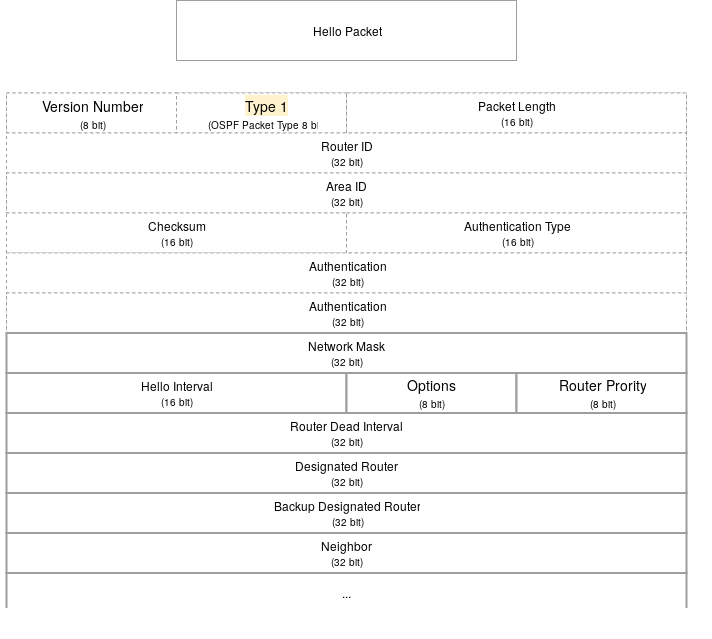 Hello Packet
Version Number
Type 1
Packet Length
(8 bit)
(OSPF Packet Type 8 b
(16 bit)
Router ID
(32 bit)
Area ID
(32 bit)
Checksum
Authentication Type
(16 bit)
(16 bit)
Authentication
(32 bit)
Authentication
(32 bit)
Network Mask
(32 bit)
Hello Interval
Options
Router Prority
(16 bit)
(8 bit)
(8 bit)
Router Dead Interval
(32 bit)
Designated Router
(32 bit)
Backup Designated Router
(32 bit)
Neighbor
(32 bit)
...